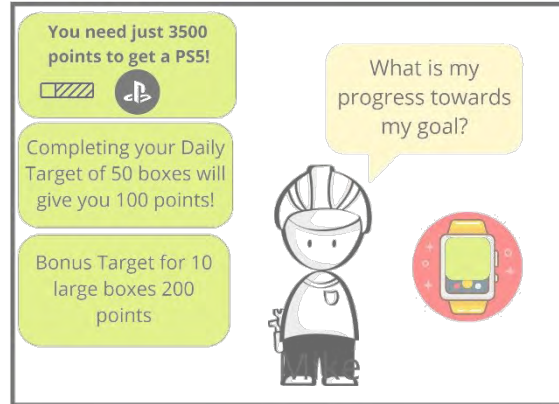 You need just 3500
points to get a PS5!
Completing your Daily
Target of 50 boxes will
give you 100 points!
Bonus Target for 10
large boxes 200
points
What is my
progress towards
my goal?
Mike